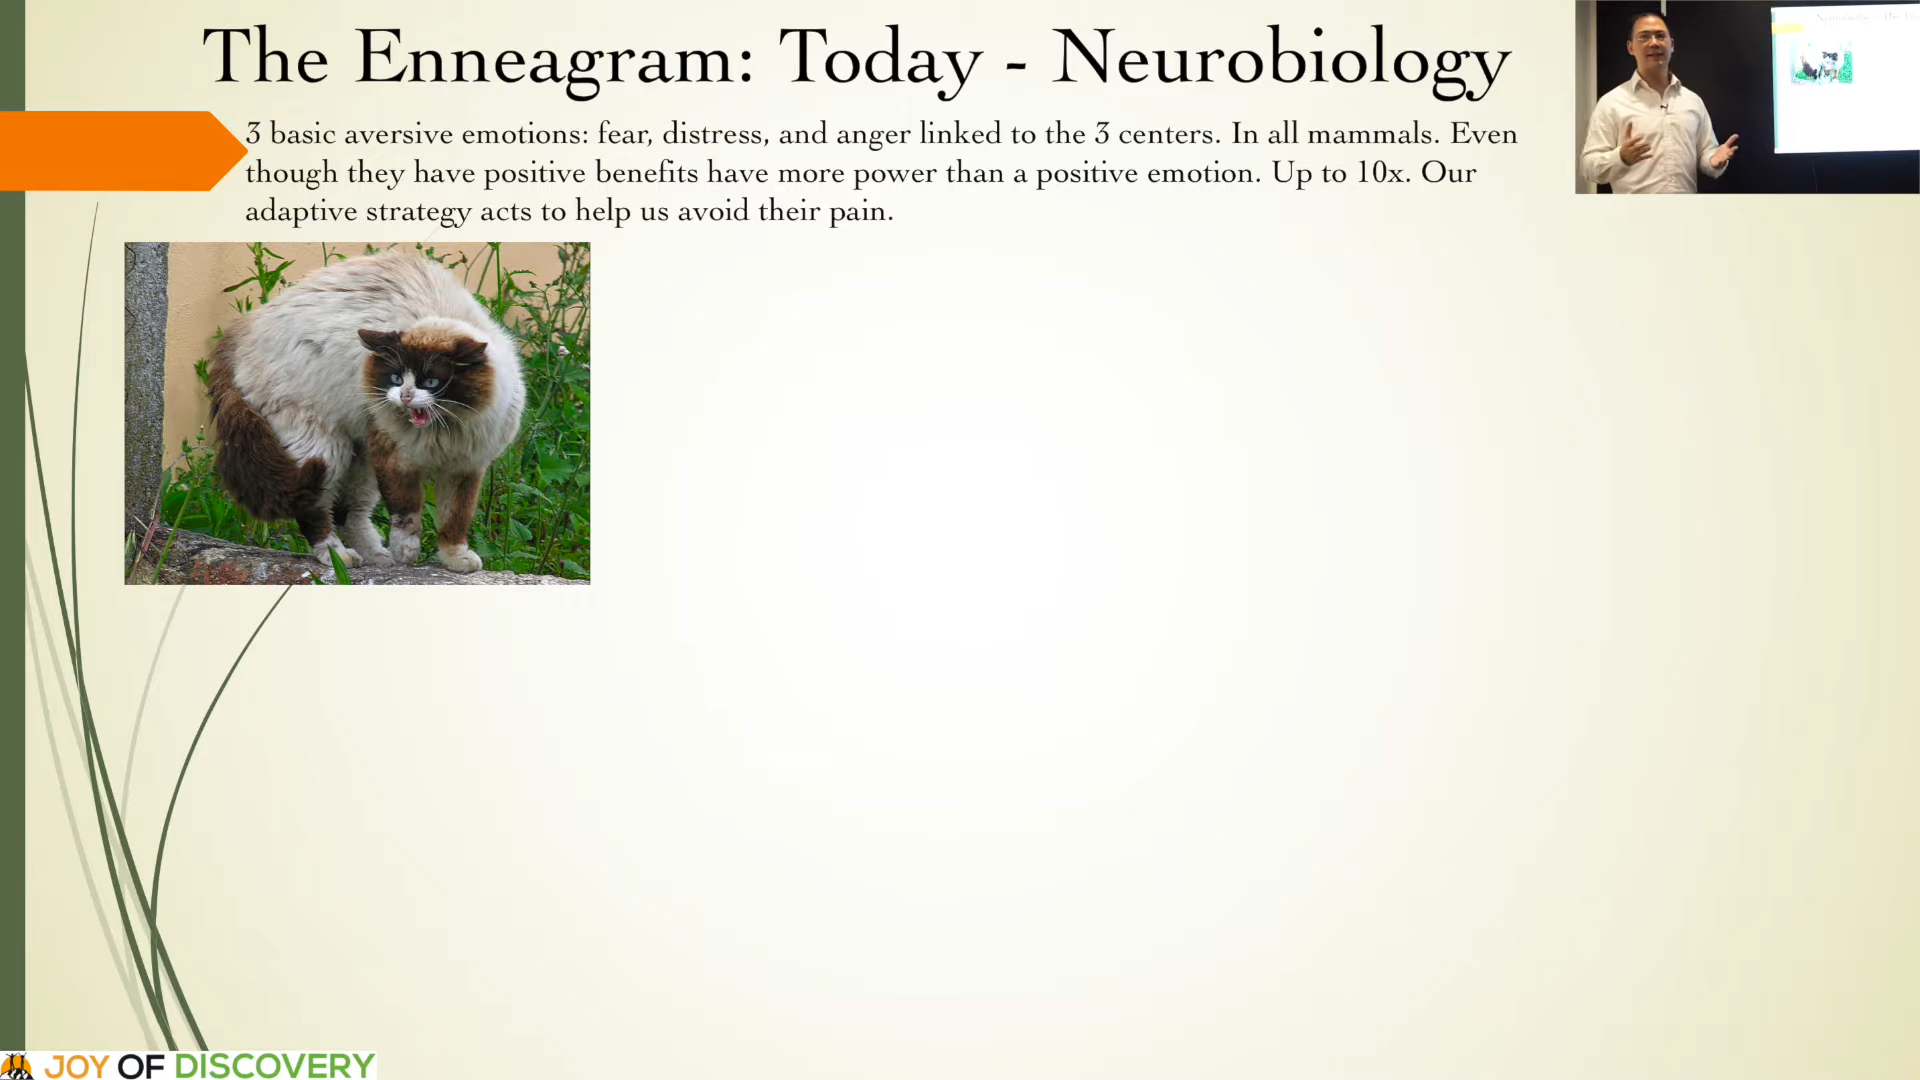 The Enneagram: Today - Neurobiology
3 basic aversive emotions: fear, distress, and anger linked to the 3 centers. In all mammals. Even
though they have positive benefits have more power than a positive emotion. Up to 10x. Our
adaptive strategy acts to help us avoid their pain.
JOY OF DISCOVERY